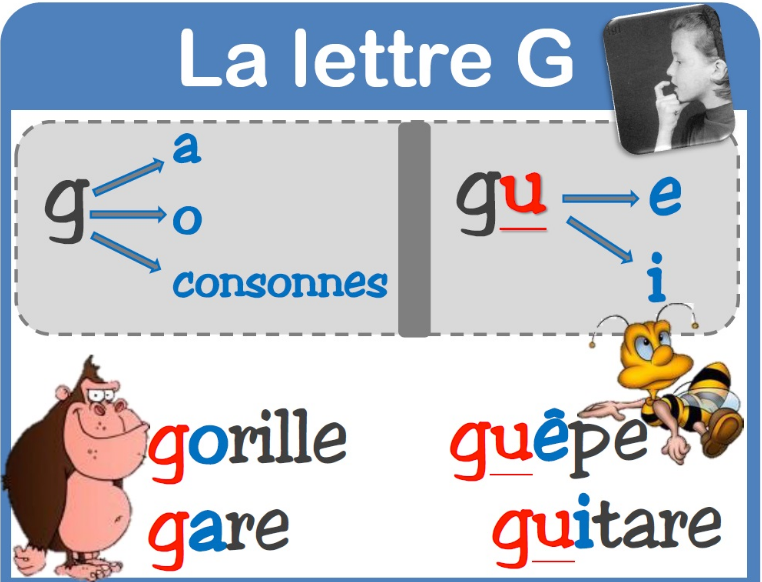 La lettre G
g
a
o
consonnes
gu
e
i
gorille
gare
guêpe
guitare